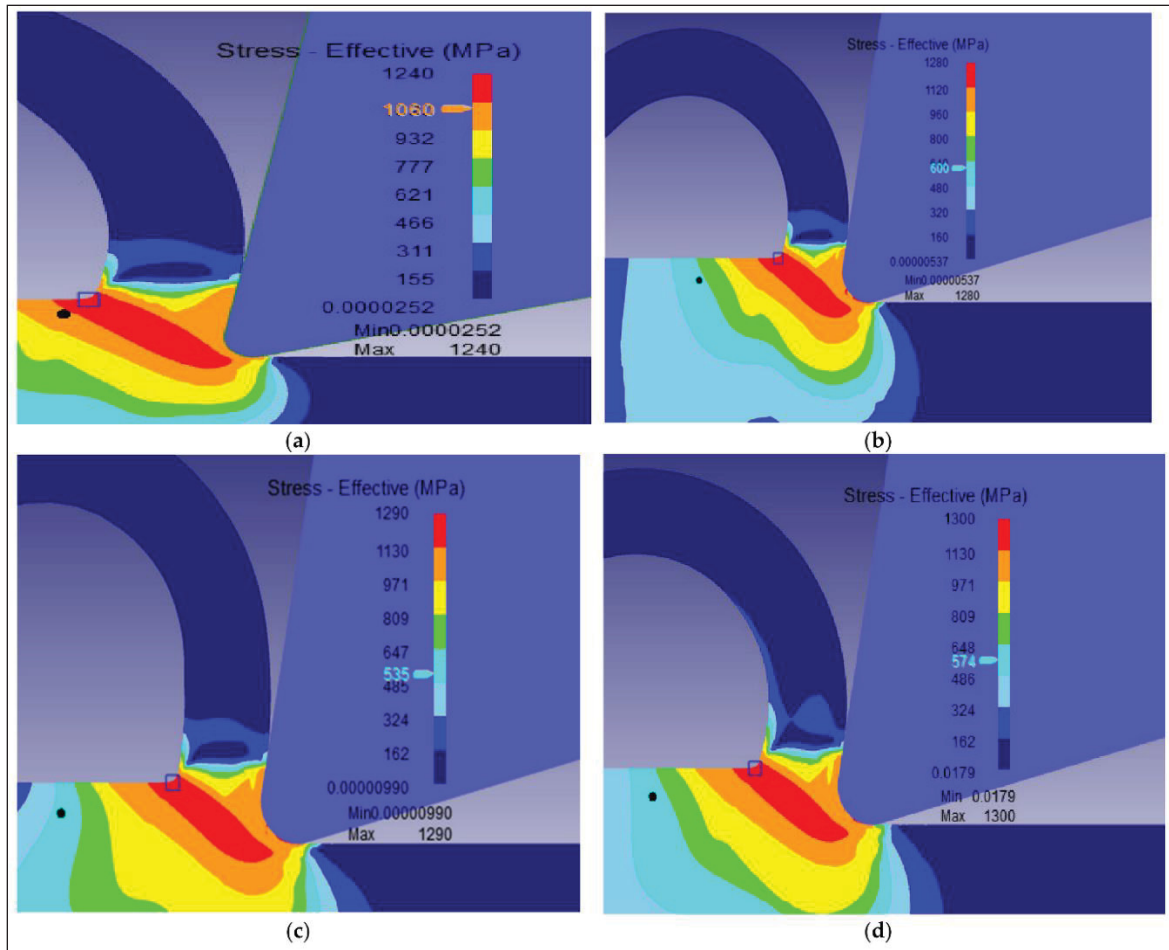 Stress - Effective (MPa)
1240
1060
932
777
621
466
311
155
0.0000252
Min0.0000252
Max 1240
(a)
Stress - Effective (MPa)
1280
1120
960
800
640
600
480
320
160
0.00000537
Min0.00000537
Max 1280
(b)
Stress - Effective (MPa)
1290
1130
971
809
647
535
485
324
162
0.00000990
Min0.00000990
Max 1290
(c)
Stress - Effective (MPa)
1300
1130
971
809
648
574
486
324
162
0.0179
Min 0.0179
Max 1300
(d)